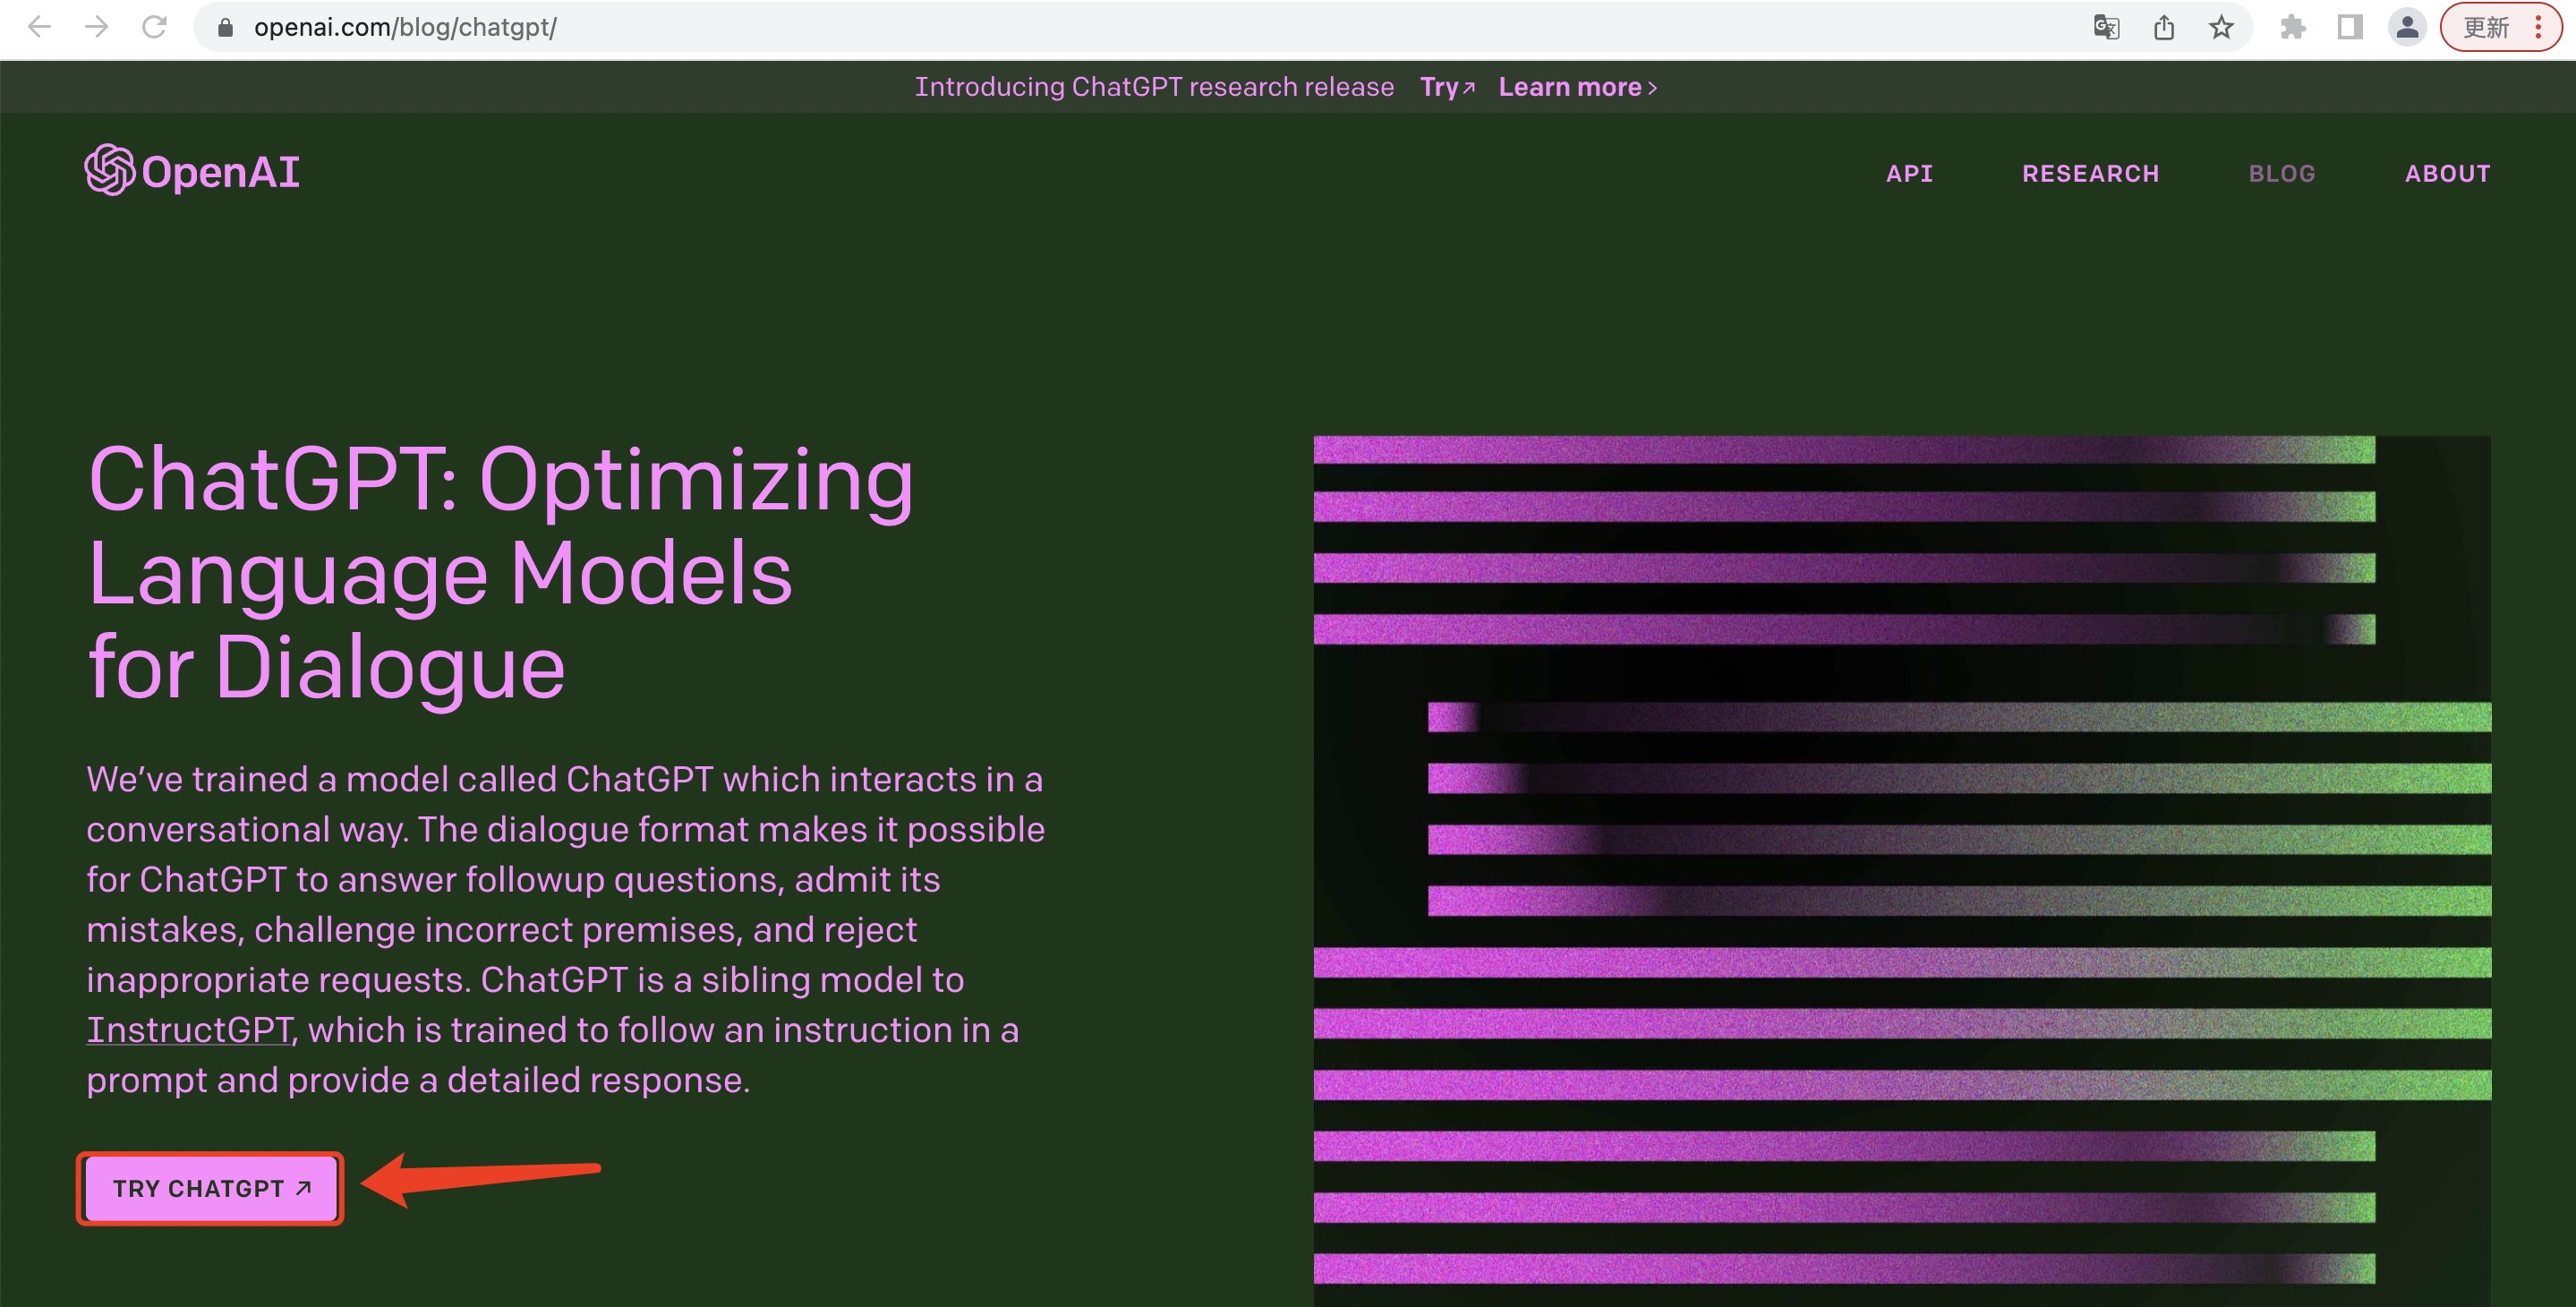 openai.com/blog/chatgpt/
更新
Introducing ChatGPT research release Try↗ Learn more ›
OpenAI
API RESEARCH BLOG ABOUT
ChatGPT: Optimizing
Language Models
for Dialogue
We’ve trained a model called ChatGPT which interacts in a
conversational way. The dialogue format makes it possible
for ChatGPT to answer followup questions, admit its
mistakes, challenge incorrect premises, and reject
inappropriate requests. ChatGPT is a sibling model to
InstructGPT, which is trained to follow an instruction in a
prompt and provide a detailed response.
TRY CHATGPT ↗